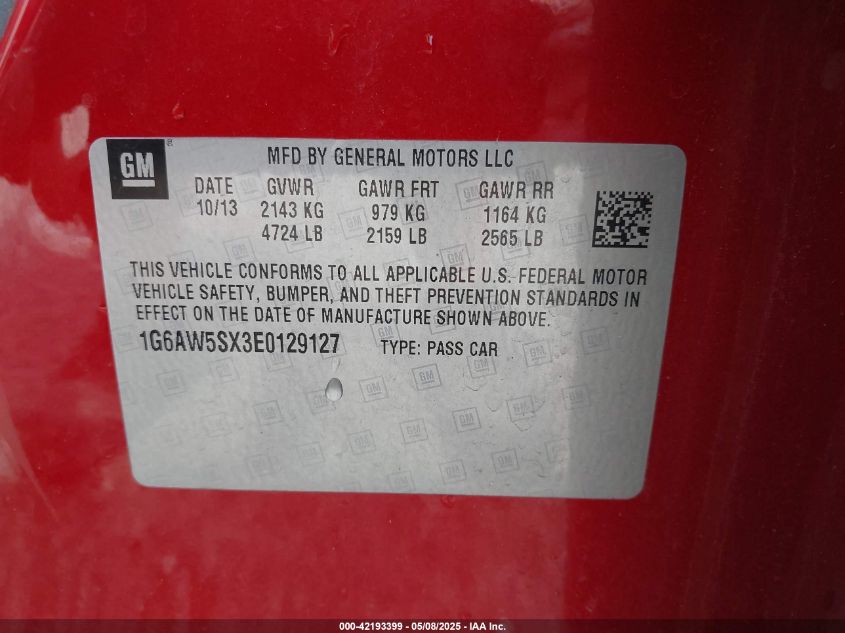 GM
MFD BY GENERAL MOTORS LLC
DATE GVWR GAWR FRT GAWR RR
10/13 2143 KG 979 KG 1164 KG
4724 LB 2159 LB 2565 LB
THIS VEHICLE CONFORMS TO ALL APPLICABLE U.S. FEDERAL MOTOR
VEHICLE SAFETY, BUMPER, AND THEFT PREVENTION STANDARDS IN
EFFECT ON THE DATE OF MANUFACTURE SHOWN ABOVE.
1G6AW5SX3E0129127 TYPE: PASS CAR
000-42193399 - 05/08/2025 - IAA Inc.